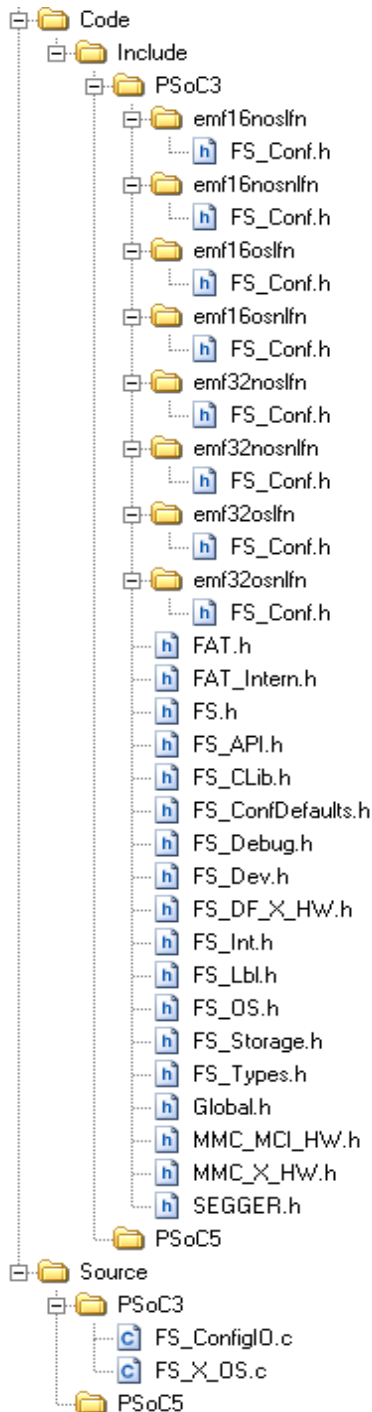 Code
Include
PSoC3
emf16noslfn
FS_Conf.h
emf16nosnlfn
FS_Conf.h
emf16oslfn
FS_Conf.h
emf16osnlfn
FS_Conf.h
emf32noslfn
FS_Conf.h
emf32nosnlfn
FS_Conf.h
emf32oslfn
FS_Conf.h
emf32osnlfn
FS_Conf.h
FAT.h
FAT_Intern.h
FS.h
FS_API.h
FS_CLib.h
FS_ConfDefaults.h
FS_Debug.h
FS_Dev.h
FS_DF_X_HW.h
FS_Int.h
FS_Lbl.h
FS_OS.h
FS_Storage.h
FS_Types.h
Global.h
MMC_MCI_HW.h
MMC_X_HW.h
SEGGER.h
PSoC5
Source
PSoC3
FS_ConfigIO.c
FS_X_OS.c
PSoC5